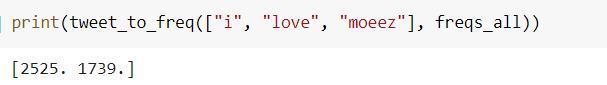 print(tweet_to_freq(["i", "love", "moeez"], freqs_all))
[2525. 1739.]